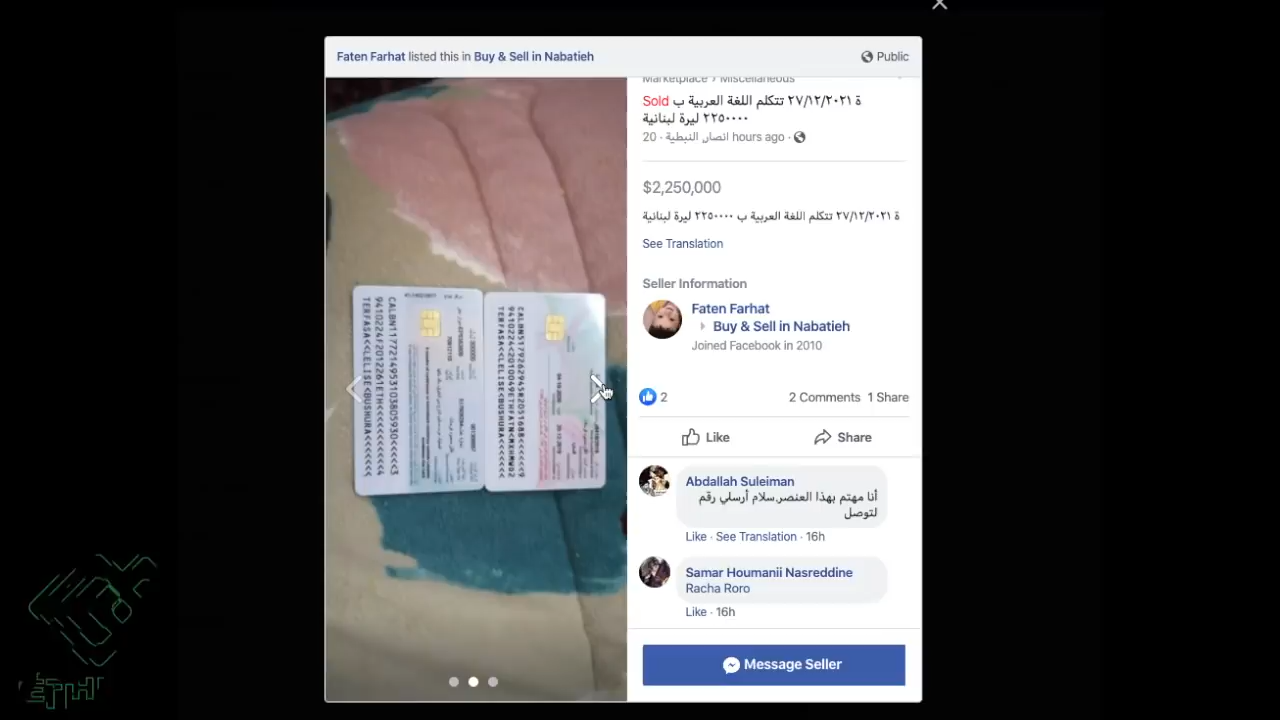 Faten Farhat listed this in Buy & Sell in Nabatieh
Public
Marketplace › Miscellaneous
Sold ة ٢٧/١٢/٢٠٢١ تتكلم اللغة العربية ب
٢٢٥٠٠٠٠ ليرة لبنانية
20 hours ago · انصار, النبطية ·
$2,250,000
ة ٢٧/١٢/٢٠٢١ تتكلم اللغة العربية ب ٢٢٥٠٠٠٠ ليرة لبنانية
See Translation
Seller Information
Faten Farhat
Buy & Sell in Nabatieh
Joined Facebook in 2010
2
2 Comments 1 Share
Like
Share
Abdallah Suleiman
أنا مهتم بهذا العنصر.سلام أرسلي رقم
لتوصل
Like · See Translation · 16h
Samar Houmanii Nasreddine
Racha Roro
Like · 16h
Message Seller